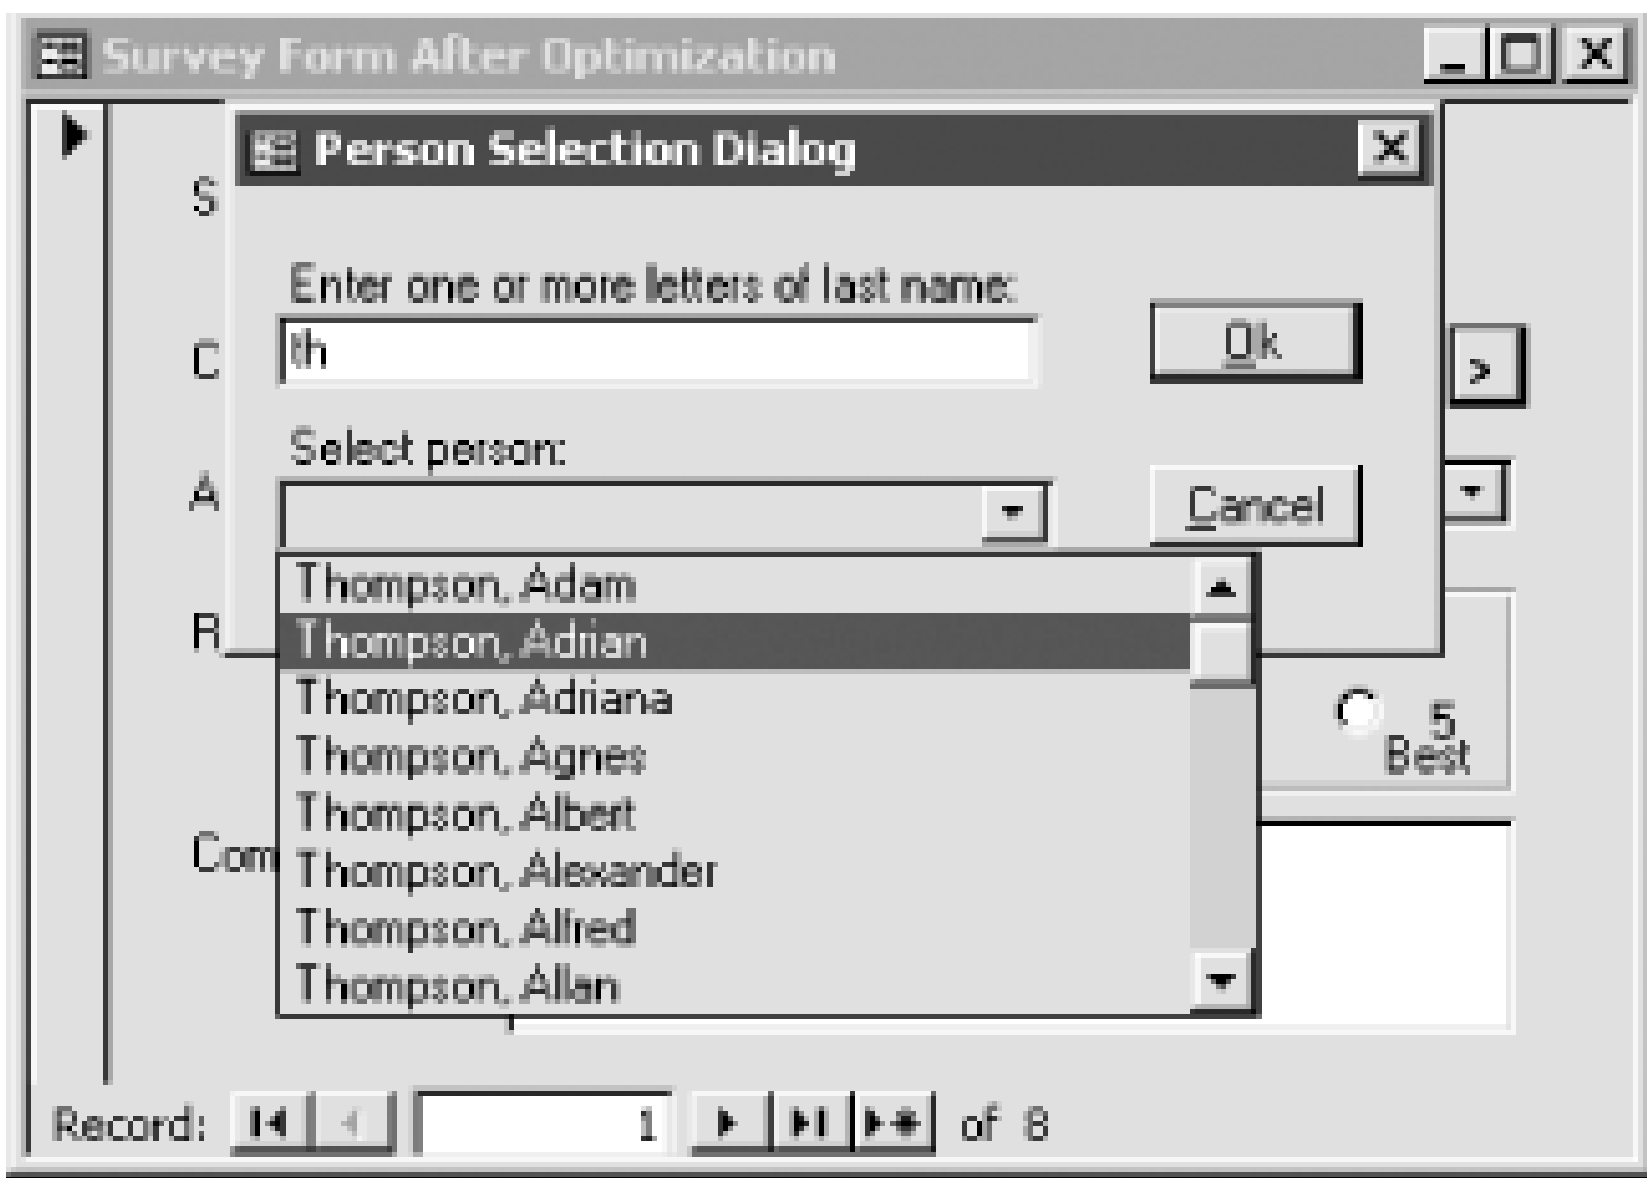 Survey Form After Optimization
Person Selection Dialog
S
Enter one or more letters of last name:
th
Ok
C
>
Select person:
A
Cancel
Thompson, Adam
R
Thompson, Adrian
Thompson, Adriana
5
Thompson, Agnes
Best
Thompson, Albert
Com
Thompson, Alexander
Thompson, Alfred
Thompson, Allan
Record: 1 of 8